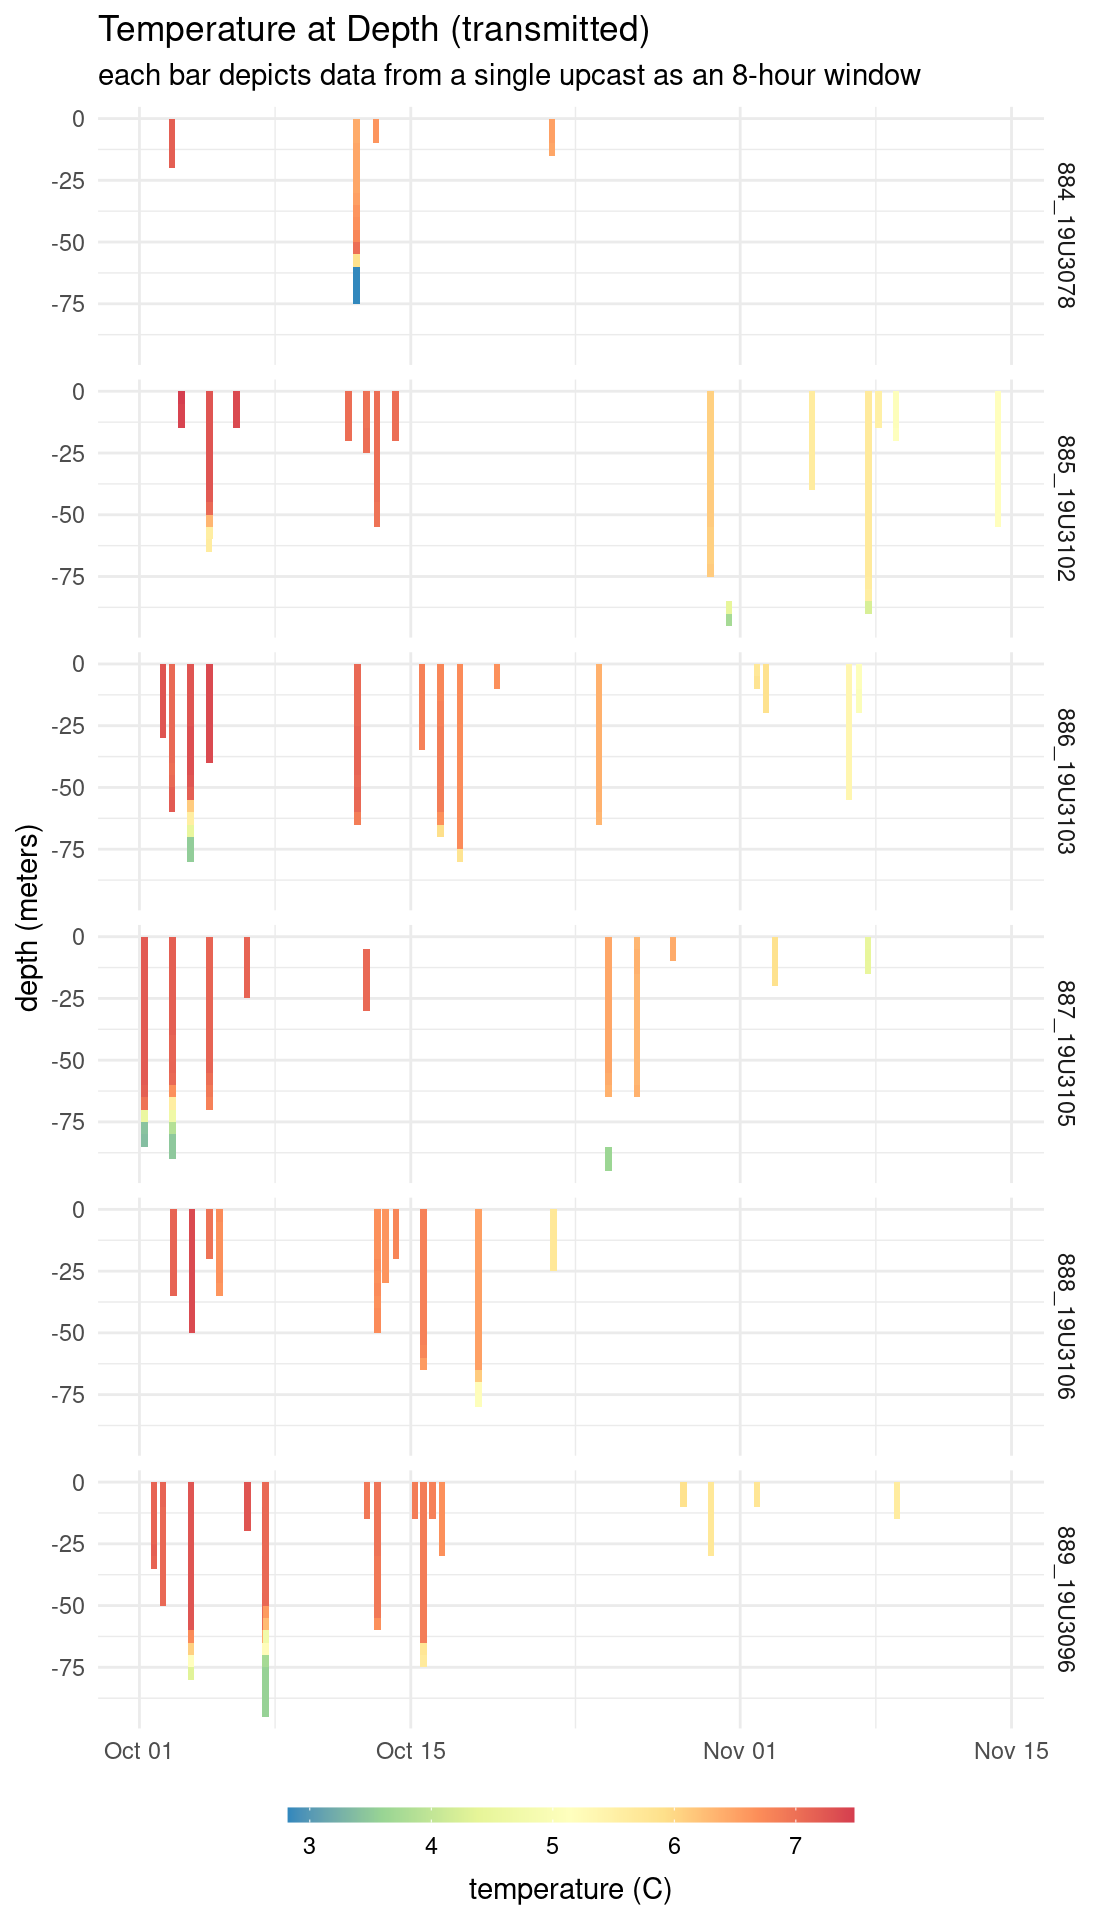 Temperature at Depth (transmitted)
each bar depicts data from a single upcast as an 8-hour window
depth (meters)
0
-25
-50
-75
884_19U3078
0
-25
-50
-75
885_19U3102
0
-25
-50
-75
886_19U3103
0
-25
-50
-75
887_19U3105
0
-25
-50
-75
888_19U3106
0
-25
-50
-75
889_19U3096
Oct 01 Oct 15 Nov 01 Nov 15
3 4 5 6 7
temperature (C)